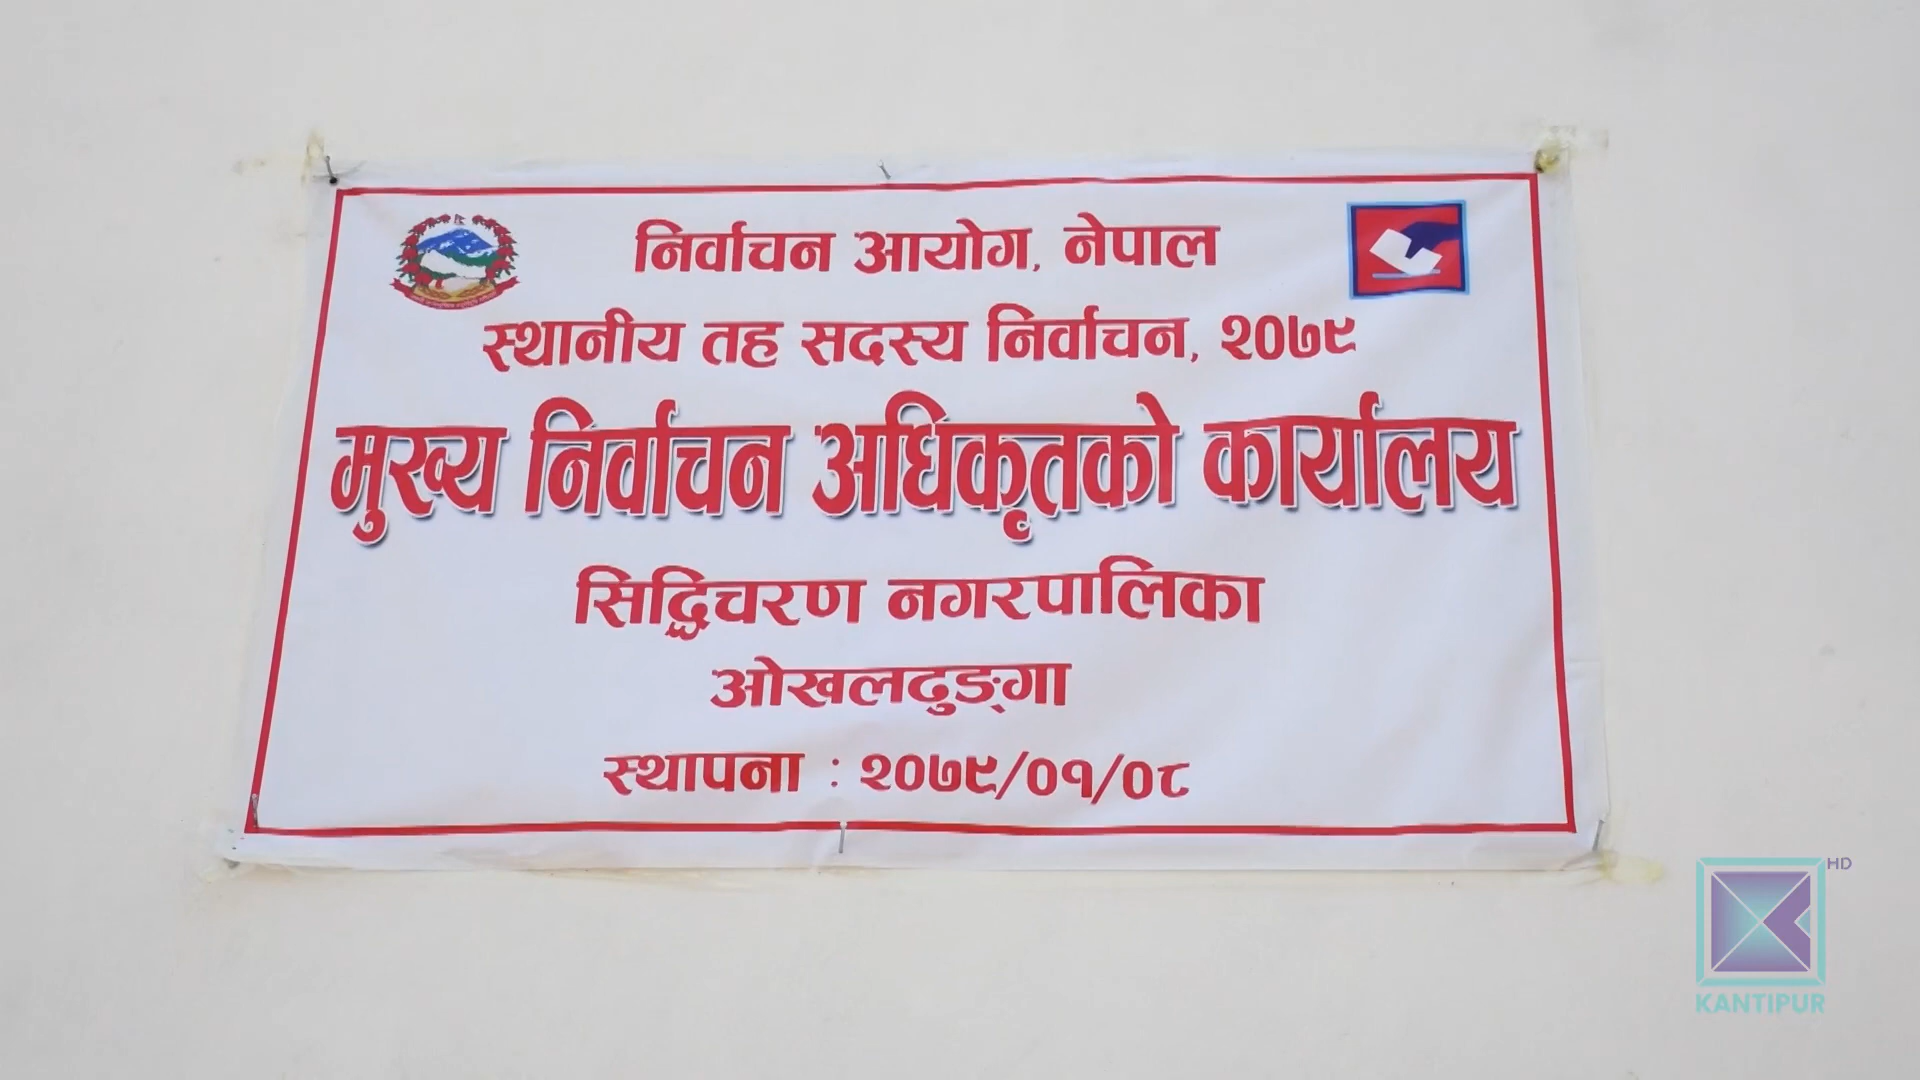 निर्वाचन आयोग, नेपाल
स्थानीय तह सदस्य निर्वाचन, २०७९
मुख्य निर्वाचन अधिकृतको कार्यालय
सिद्धिचरण नगरपालिका
ओखलढुङ्गा
स्थापना : २०७९/०१/०८
HD
KANTIPUR